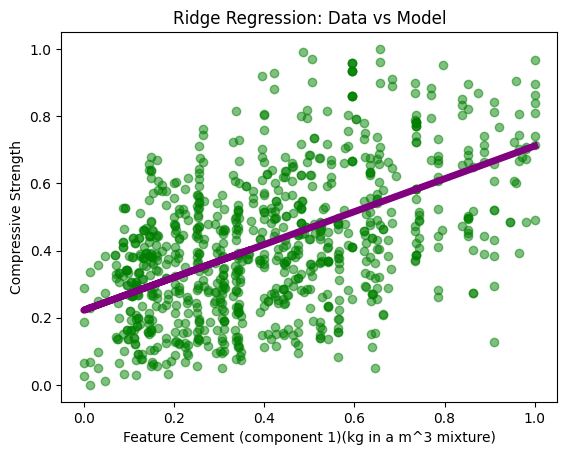 Ridge Regression: Data vs Model
Compressive Strength
1.0
0.8
0.6
0.4
0.2
0.0
0.0 0.2 0.4 0.6 0.8 1.0
Feature Cement (component 1)(kg in a m^3 mixture)